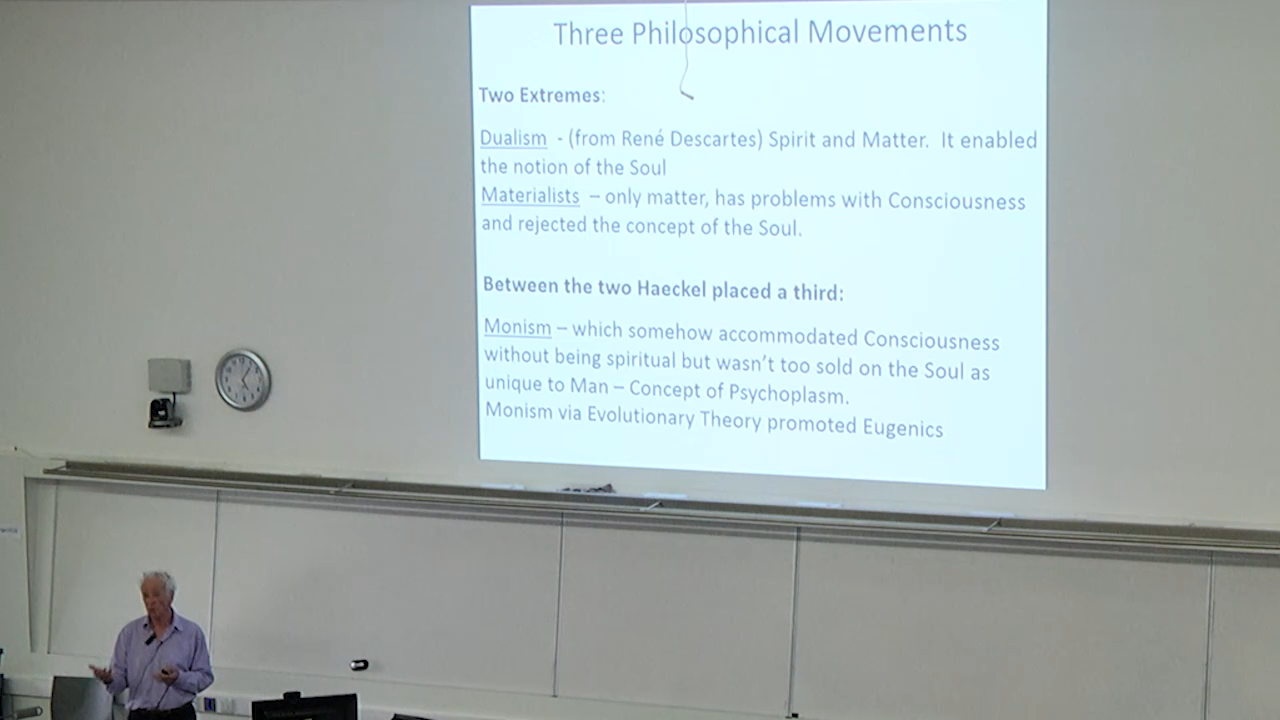 Three Philosophical Movements
Two Extremes:
Dualism - (from René Descartes) Spirit and Matter. It enabled
the notion of the Soul
Materialists – only matter, has problems with Consciousness
and rejected the concept of the Soul.
Between the two Haeckel placed a third:
Monism – which somehow accommodated Consciousness
without being spiritual but wasn't too sold on the Soul as
unique to Man – Concept of Psychoplasm.
Monism via Evolutionary Theory promoted Eugenics